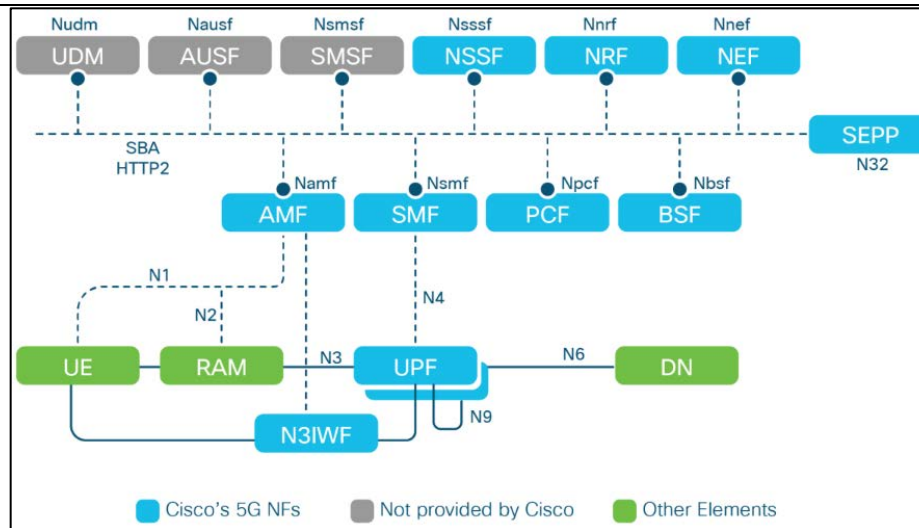 Nudm Nausf Nsmsf Nsssf Nnrf Nnef
UDM AUSF SMSF NSSF NRF NEF
SEPP
SBA
HTTP2
N32
Namf Nsmf Npcf Nbsf
AMF SMF PCF BSF
N1
N4
N2
UE RAM N3 UPF N6 DN
N9
N3IWF
Cisco's 5G NFs Not provided by Cisco Other Elements